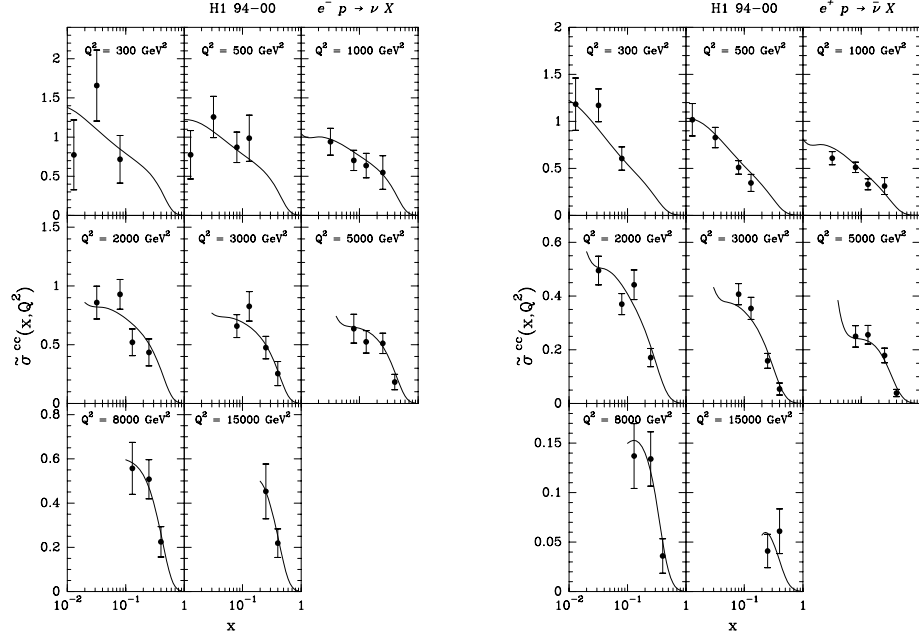 H1 94-00 e⁻ p → ν X
Q² = 300 GeV² Q² = 500 GeV² Q² = 1000 GeV²
2
1.5
1
0.5
0
Q² = 2000 GeV² Q² = 3000 GeV² Q² = 5000 GeV²
1.5
1
0.5
0
Q² = 8000 GeV² Q² = 15000 GeV²
0.8
0.6
0.4
0.2
0
σ̃ ᶜᶜ(x,Q²)
10⁻² 10⁻¹ 1 10⁻¹ 1
x
H1 94-00 e⁺ p → ν̄ X
Q² = 300 GeV² Q² = 500 GeV² Q² = 1000 GeV²
2
1.5
1
0.5
0
Q² = 2000 GeV² Q² = 3000 GeV² Q² = 5000 GeV²
0.6
0.4
0.2
0
Q² = 8000 GeV² Q² = 15000 GeV²
0.15
0.1
0.05
0
σ̃ ᶜᶜ(x,Q²)
10⁻² 10⁻¹ 1 10⁻¹ 1
x